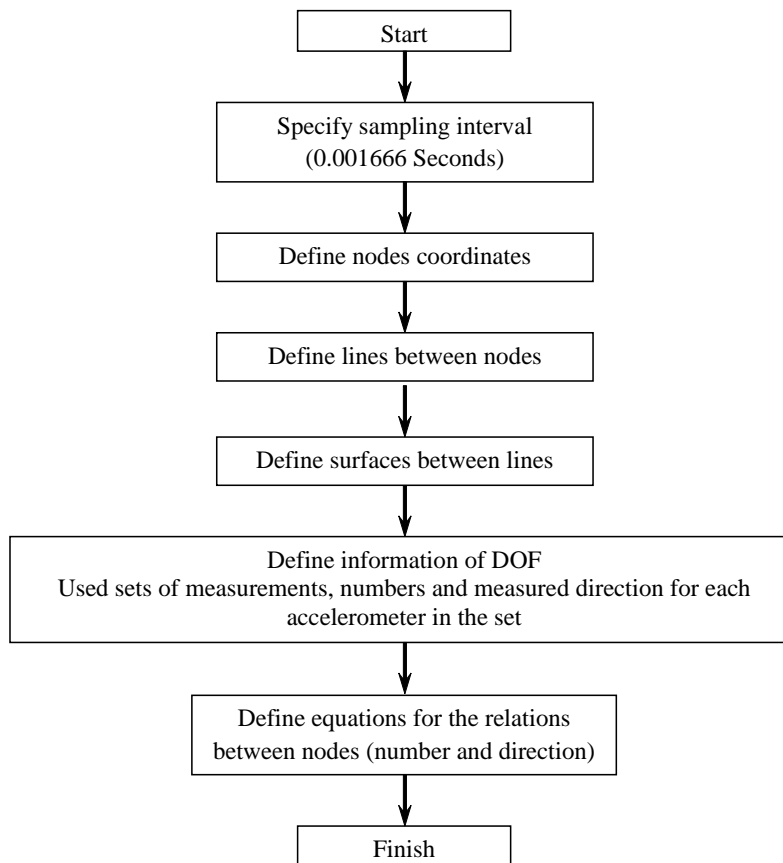 Start
Specify sampling interval
(0.001666 Seconds)
Define nodes coordinates
Define lines between nodes
Define surfaces between lines
Define information of DOF
Used sets of measurements, numbers and measured direction for each
accelerometer in the set
Define equations for the relations
between nodes (number and direction)
Finish